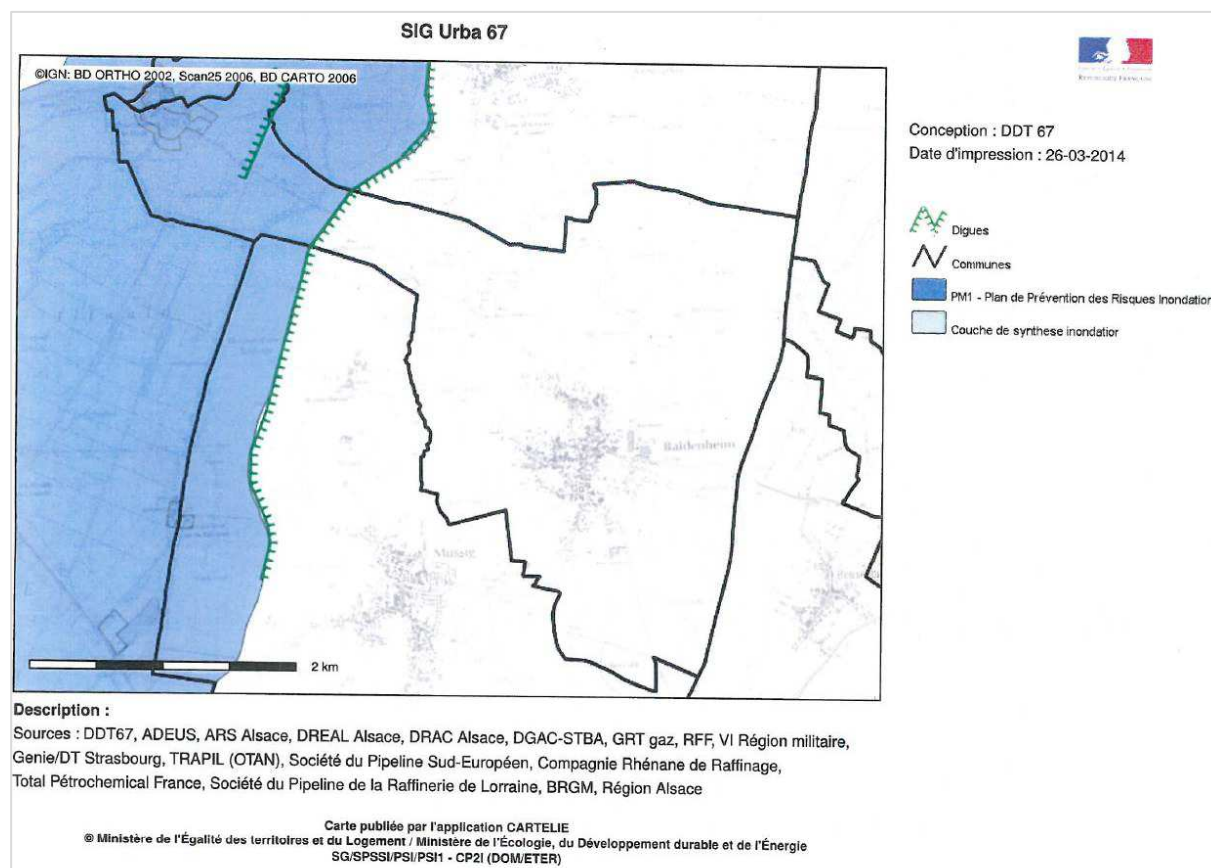 SIG Urba 67
©IGN: BD ORTHO 2002, Scan25 2006, BD CARTO 2006
RÉPUBLIQUE FRANÇAISE
Conception : DDT 67
Date d'impression : 26-03-2014
Digues
Communes
PM1 - Plan de Prévention des Risques Inondation
Couche de synthese inondatior
Baldenheim
Mussig
2 km
Description :
Sources : DDT67, ADEUS, ARS Alsace, DREAL Alsace, DRAC Alsace, DGAC-STBA, GRT gaz, RFF, VI Région militaire,
Genie/DT Strasbourg, TRAPIL (OTAN), Société du Pipeline Sud-Européen, Compagnie Rhénane de Raffinage,
Total Pétrochemical France, Société du Pipeline de la Raffinerie de Lorraine, BRGM, Région Alsace
Carte publiée par l'application CARTELIE
© Ministère de l'Égalité des territoires et du Logement / Ministère de l'Écologie, du Développement durable et de l'Énergie
SG/SPSSI/PSI/PSI1 - CP2I (DOM/ETER)